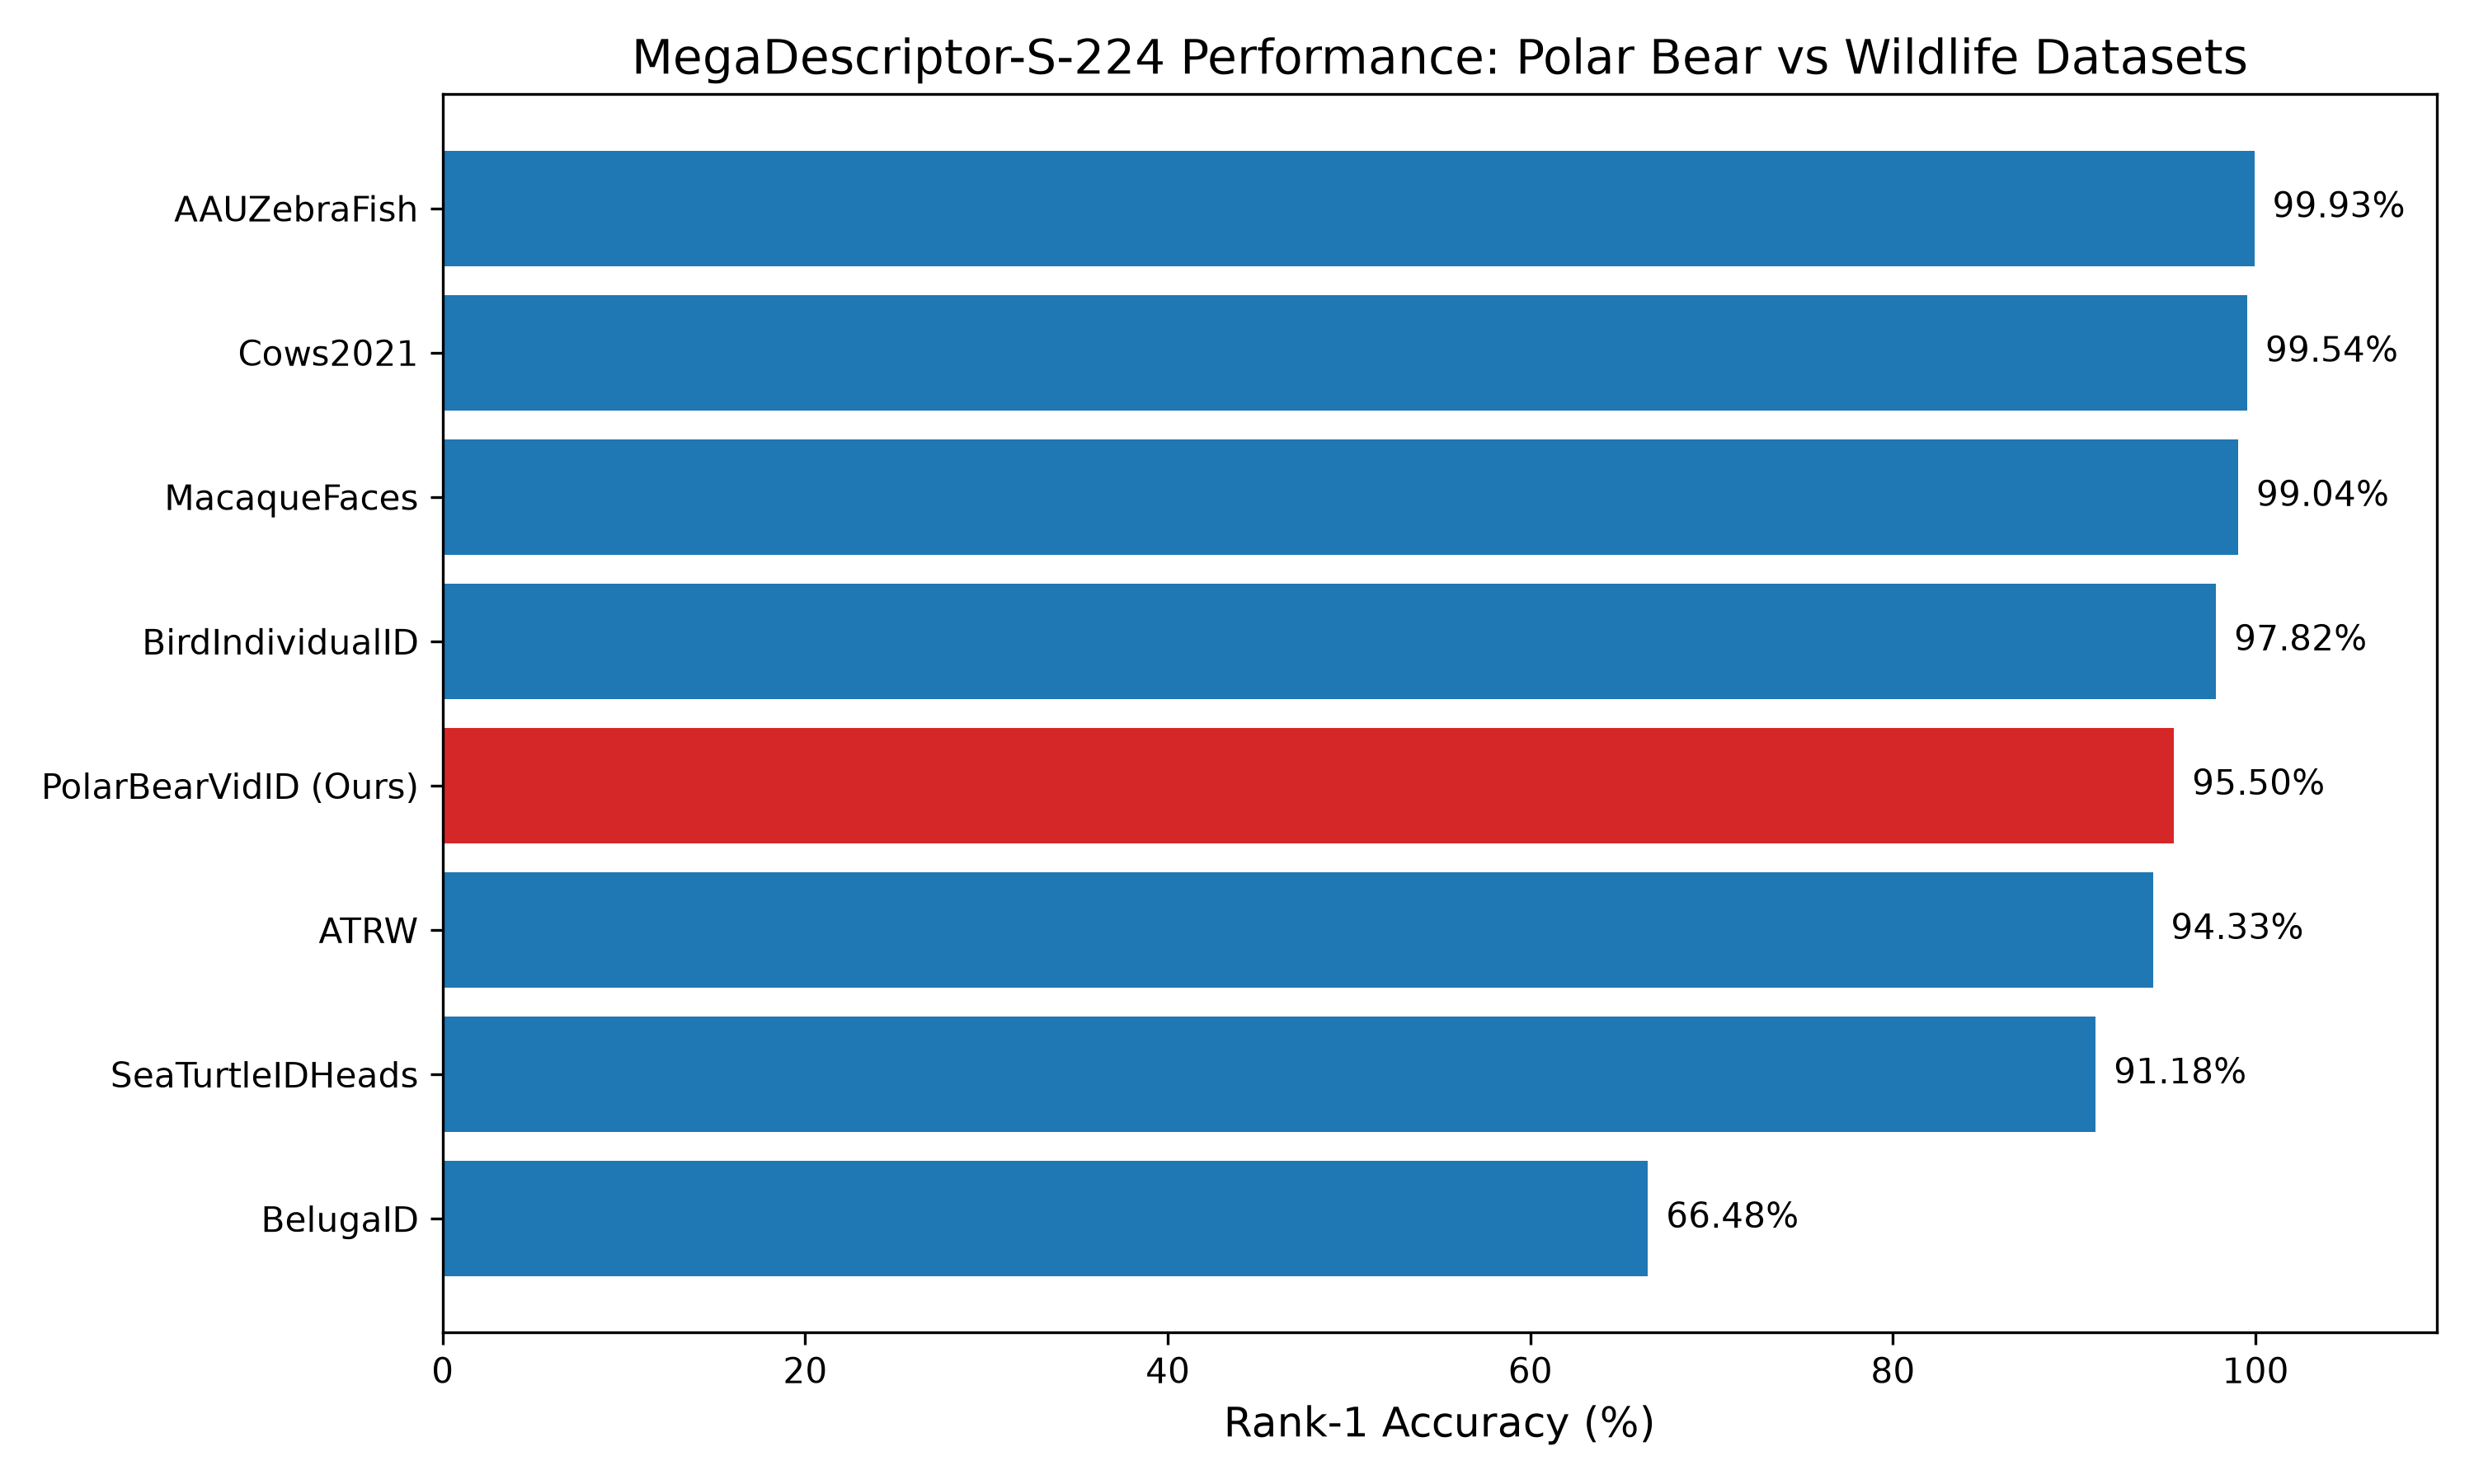 MegaDescriptor-S-224 Performance: Polar Bear vs Wildlife Datasets
AAUZebraFish 99.93%
Cows2021 99.54%
MacaqueFaces 99.04%
BirdIndividualID 97.82%
PolarBearVidID (Ours) 95.50%
ATRW 94.33%
SeaTurtleIDHeads 91.18%
BelugaID 66.48%
0 20 40 60 80 100
Rank-1 Accuracy (%)